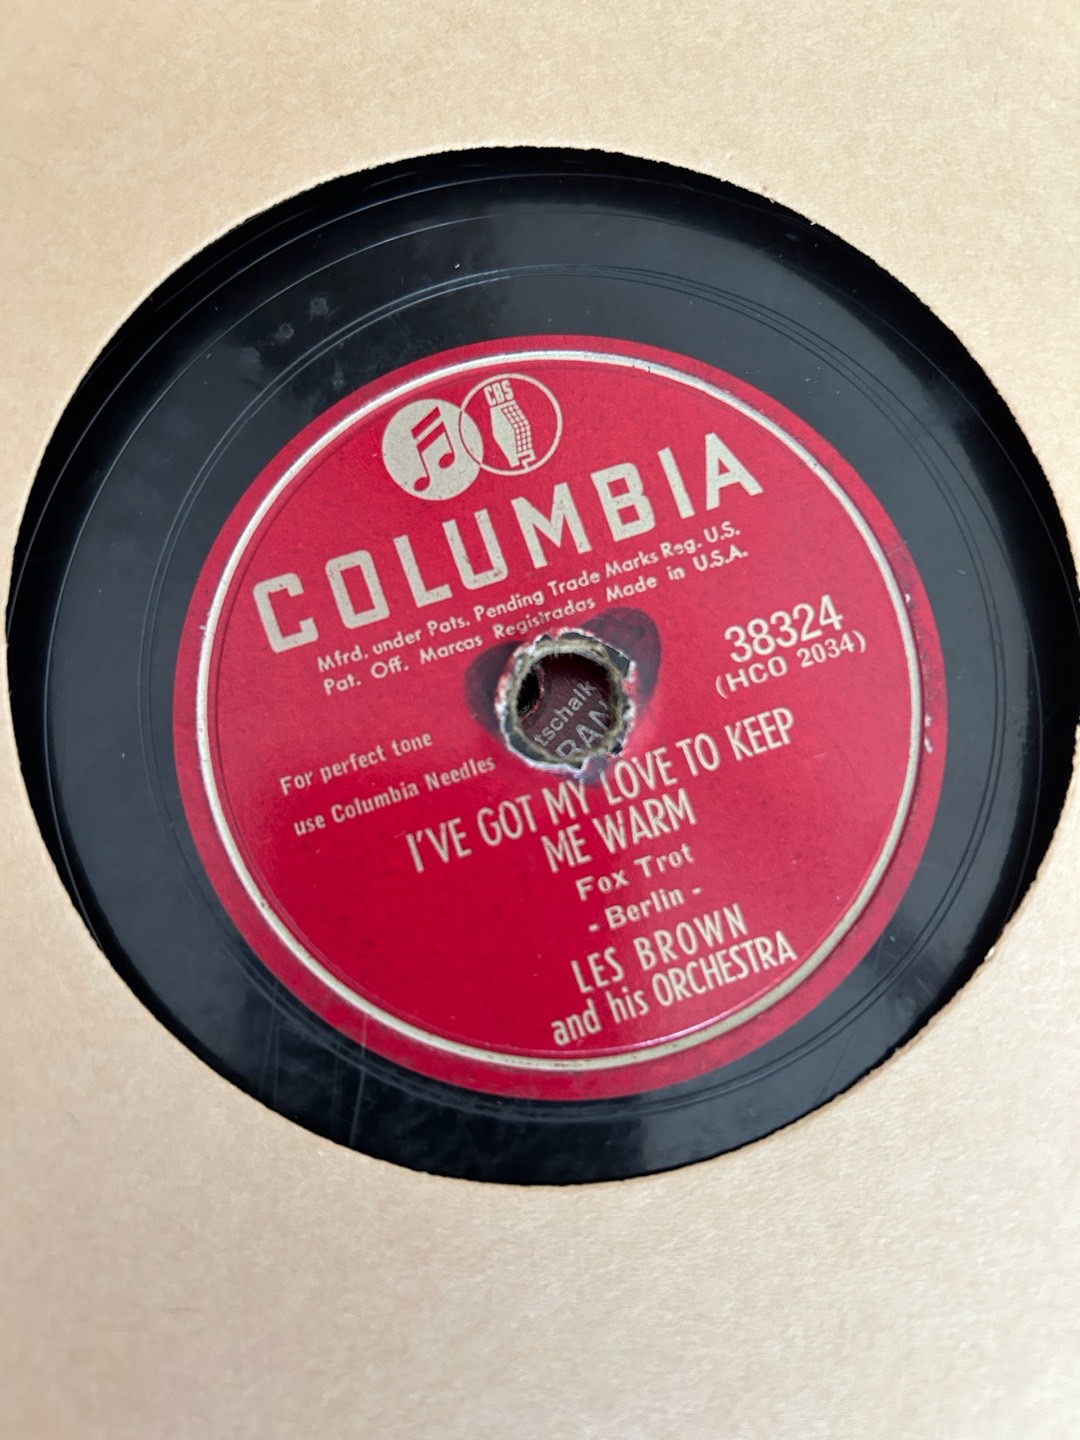 CBS
COLUMBIA
Mfrd. under Pats. Pending Trade Marks Reg. U.S.
Pat. Off. Marcas Registradas Made in U.S.A.
38324
(HCO 2034)
For perfect tone
use Columbia Needles
I'VE GOT MY LOVE TO KEEP
ME WARM
Fox Trot
- Berlin -
LES BROWN
and his ORCHESTRA